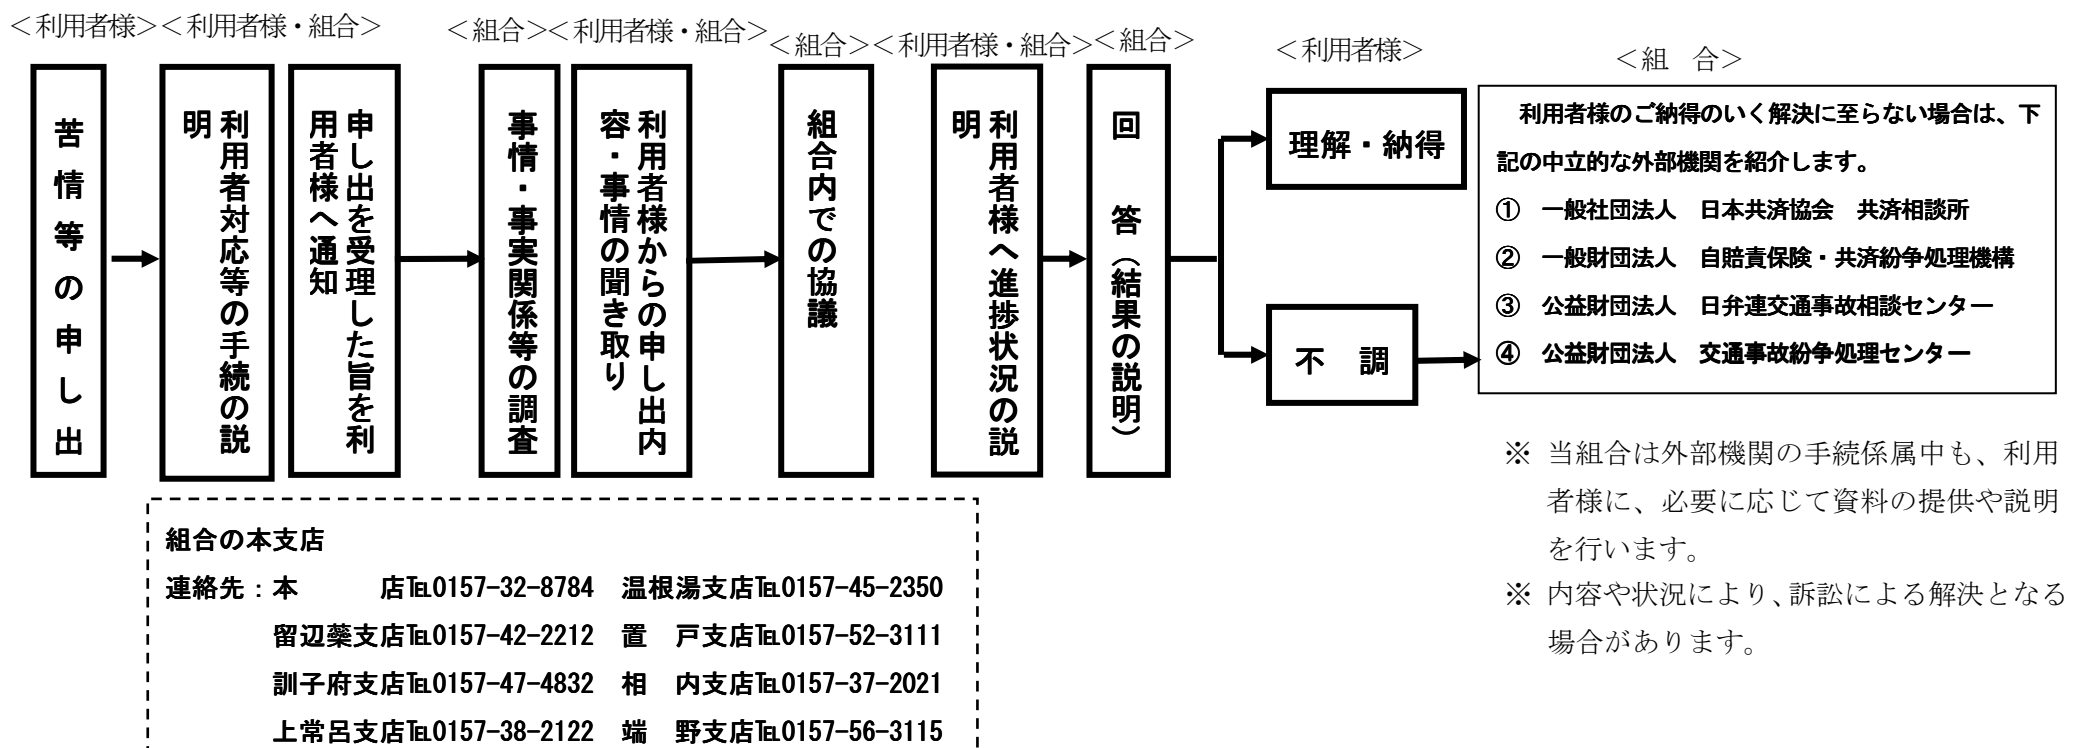 ＜利用者様＞＜利用者様・組合＞
＜組合＞＜利用者様・組合＞
＜組合＞＜利用者様・組合＞＜組合＞
＜利用者様＞
＜組　合＞
苦情等の申し出
利用者対応等の手続の説
明
申し出を受理した旨を利
用者様へ通知
事情・事実関係等の調査
利用者様からの申し出内
容・事情の聞き取り
組合内での協議
利用者様へ進捗状況の説
明
回　答（結果の説明）
理解・納得
不　調
利用者様のご納得のいく解決に至らない場合は、下
記の中立的な外部機関を紹介します。
①　一般社団法人　日本共済協会　共済相談所
②　一般財団法人　自賠責保険・共済紛争処理機構
③　公益財団法人　日弁連交通事故相談センター
④　公益財団法人　交通事故紛争処理センター
※ 当組合は外部機関の手続係属中も、利用
者様に、必要に応じて資料の提供や説明
を行います。
※ 内容や状況により、訴訟による解決となる
場合があります。
組合の本支店
連絡先：本　　　店℡0157-32-8784　温根湯支店℡0157-45-2350
留辺蘂支店℡0157-42-2212　置　戸支店℡0157-52-3111
訓子府支店℡0157-47-4832　相　内支店℡0157-37-2021
上常呂支店℡0157-38-2122　端　野支店℡0157-56-3115